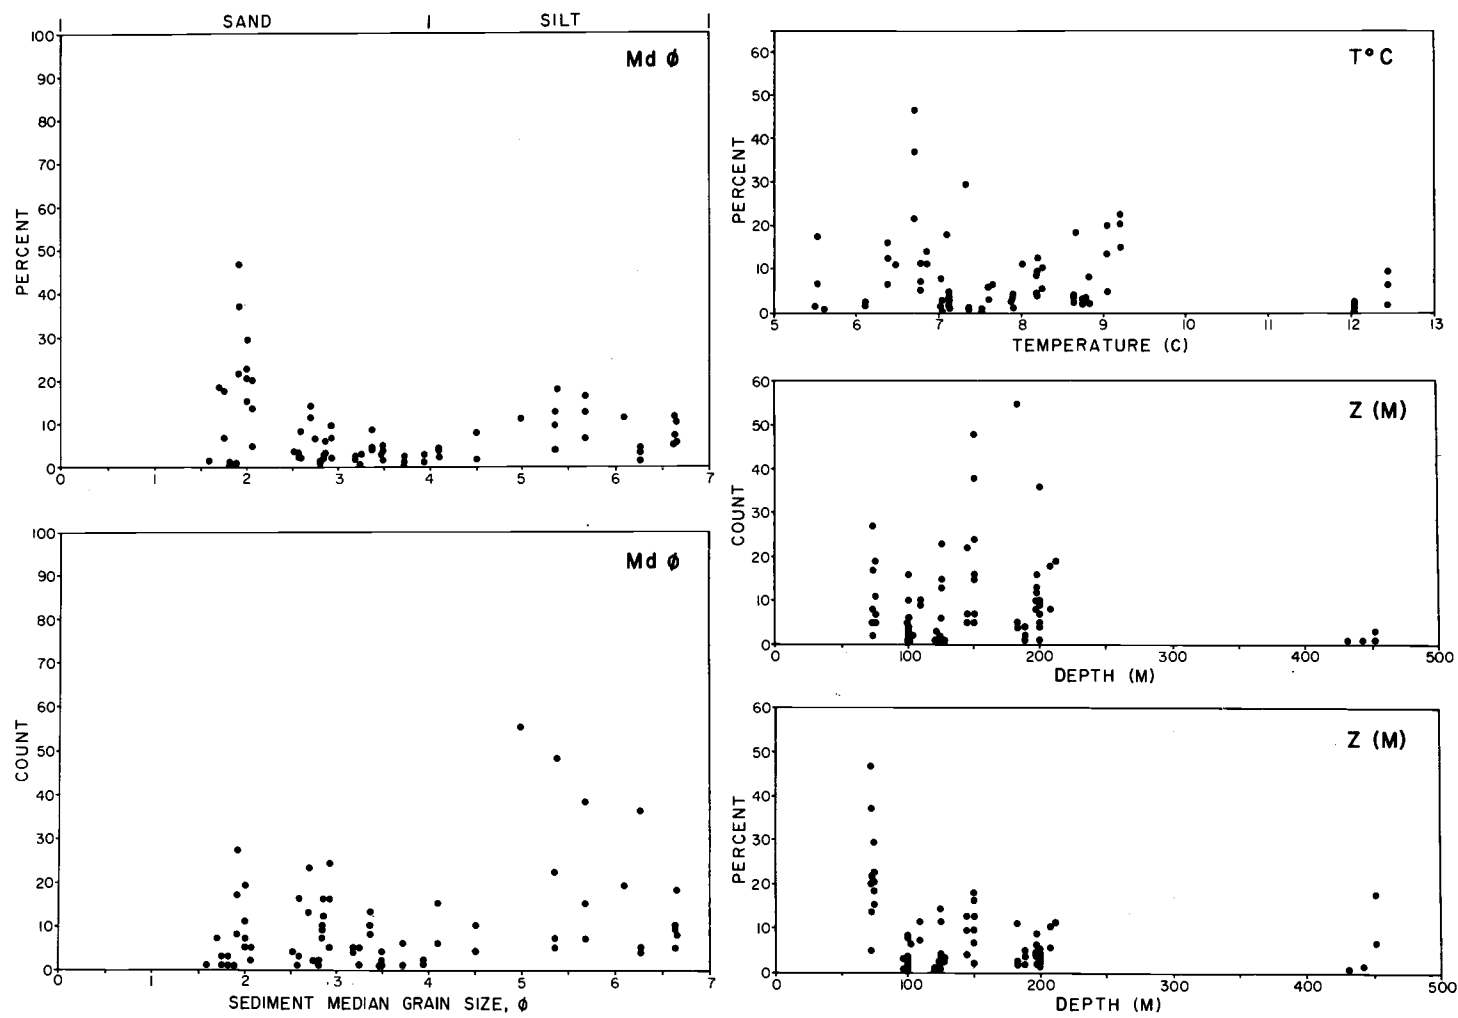 SAND SILT
Md ø
100
90
80
70
60
50
40
30
20
10
0
PERCENT
0 1 2 3 4 5 6 7
Md ø
100
90
80
70
60
50
40
30
20
10
0
COUNT
0 1 2 3 4 5 6 7
SEDIMENT MEDIAN GRAIN SIZE, ø
T°C
60
50
40
30
20
10
0
PERCENT
5 6 7 8 9 10 11 12 13
TEMPERATURE (C)
Z (M)
60
50
40
30
20
10
0
COUNT
0 100 200 300 400 500
DEPTH (M)
Z (M)
60
50
40
30
20
10
0
PERCENT
0 100 200 300 400 500
DEPTH (M)